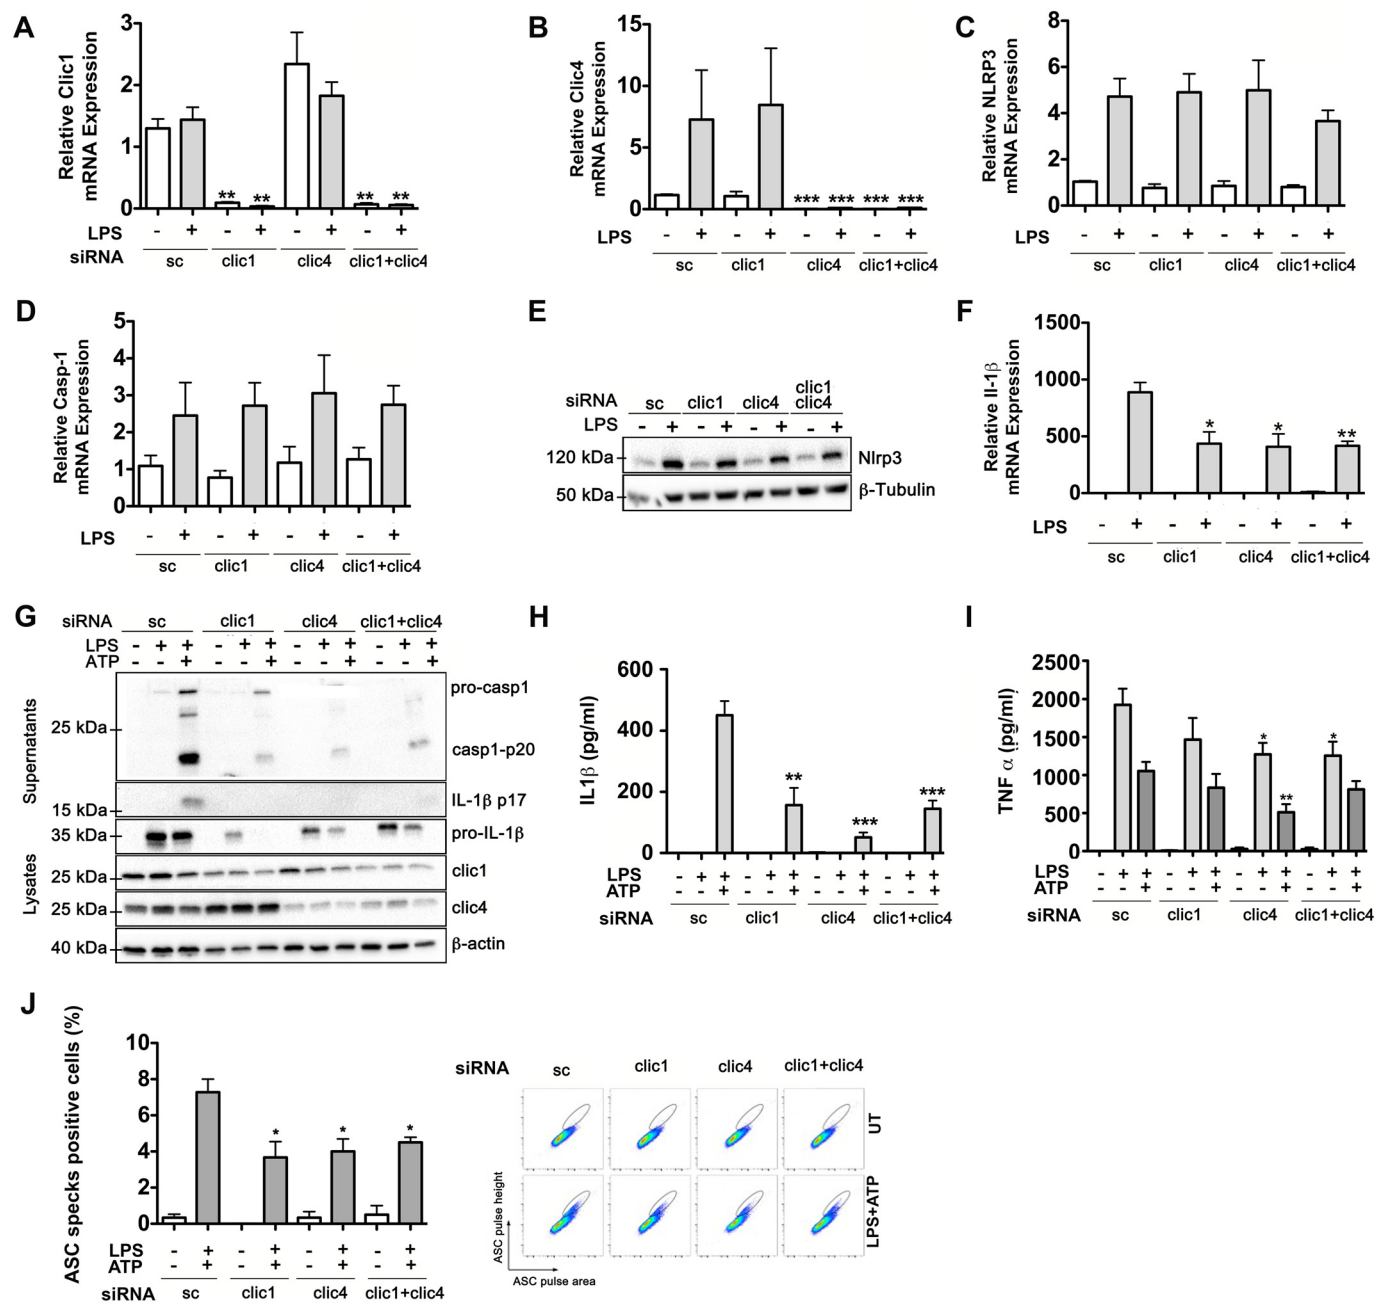 A
Relative Clic1
mRNA Expression
3
2
1
0
** ** ** **
LPS - + - + - + - +
siRNA sc clic1 clic4 clic1+clic4
B
Relative Clic4
mRNA Expression
15
10
5
0
*** *** *** ***
LPS - + - + - + - +
sc clic1 clic4 clic1+clic4
C
Relative NLRP3
mRNA Expression
8
6
4
2
0
LPS - + - + - + - +
sc clic1 clic4 clic1+clic4
D
Relative Casp-1
mRNA Expression
5
4
3
2
1
0
LPS - + - + - + - +
sc clic1 clic4 clic1+clic4
E
siRNA sc clic1 clic4 clic1
clic4
LPS - + - + - + - +
120 kDa Nlrp3
50 kDa β-Tubulin
F
Relative Il-1β
mRNA Expression
1500
1000
500
0
* * **
LPS - + - + - + - +
sc clic1 clic4 clic1+clic4
G
siRNA sc clic1 clic4 clic1+clic4
LPS - + + - + + - + + - + +
ATP + + + +
Supernatants
pro-casp1
25 kDa
casp1-p20
15 kDa IL-1β p17
Lysates
35 kDa pro-IL-1β
25 kDa clic1
25 kDa clic4
40 kDa β-actin
H
IL1β (pg/ml)
600
400
200
0
** *** ***
LPS - + + - + + - + + - + +
ATP + + + +
siRNA sc clic1 clic4 clic1+clic4
I
TNF α (pg/ml)
2500
2000
1500
1000
500
0
* ** *
LPS - + + - + + - + + - + +
ATP + + + +
siRNA sc clic1 clic4 clic1+clic4
J
ASC specks positive cells (%)
10
8
6
4
2
0
* * *
LPS - + - + - + - +
ATP - + - + - + - +
siRNA sc clic1 clic4 clic1+clic4
siRNA sc clic1 clic4 clic1+clic4
UT
LPS+ATP
ASC pulse height
ASC pulse area